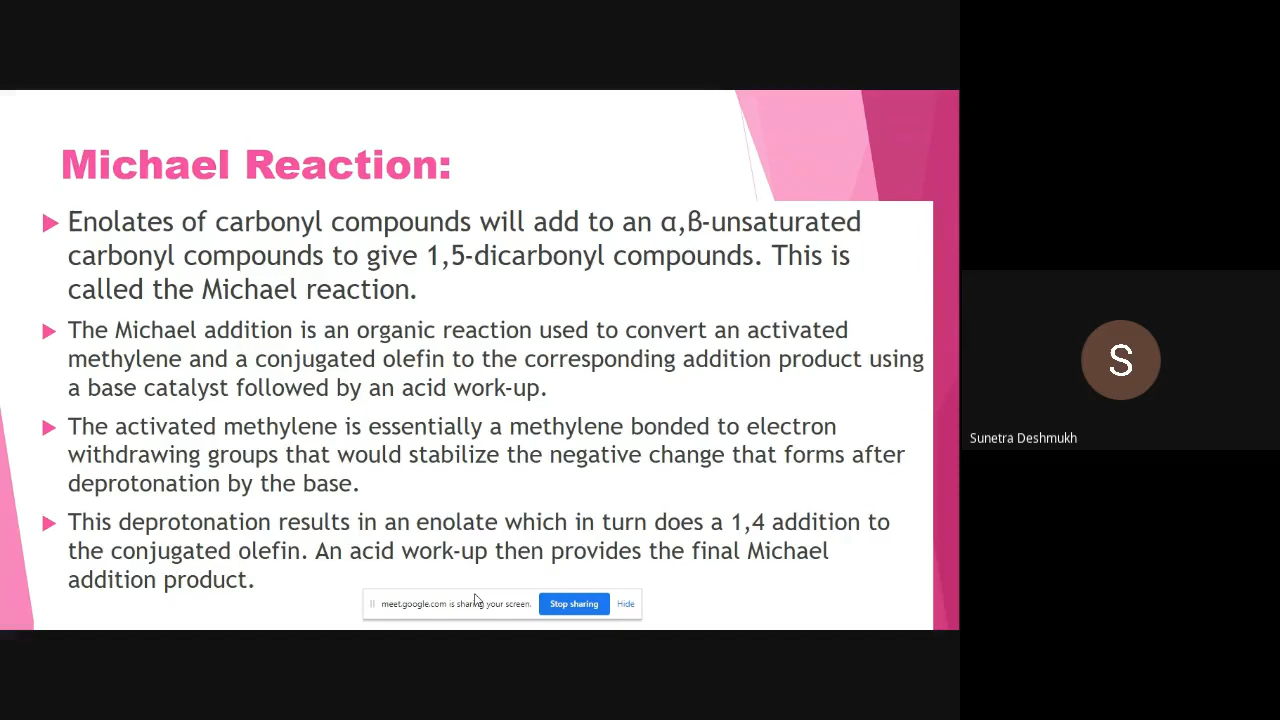 Michael Reaction:
Enolates of carbonyl compounds will add to an α,ß-unsaturated
carbonyl compounds to give 1,5-dicarbonyl compounds. This is
called the Michael reaction.
The Michael addition is an organic reaction used to convert an activated
methylene and a conjugated olefin to the corresponding addition product using
a base catalyst followed by an acid work-up.
The activated methylene is essentially a methylene bonded to electron
withdrawing groups that would stabilize the negative change that forms after
deprotonation by the base.
This deprotonation results in an enolate which in turn does a 1,4 addition to
the conjugated olefin. An acid work-up then provides the final Michael
addition product.
meet.google.com is sharing your screen. Stop sharing Hide
S
Sunetra Deshmukh